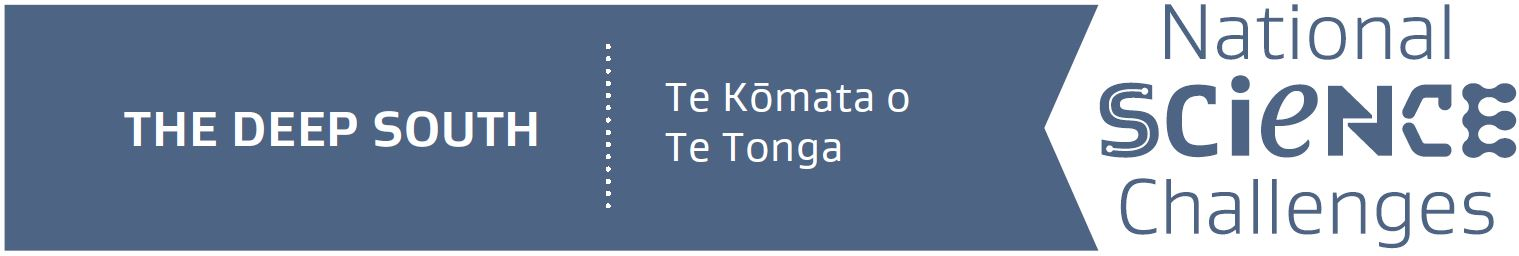 THE DEEP SOUTH
Te Kōmata o
Te Tonga
National
SCIENCE
Challenges